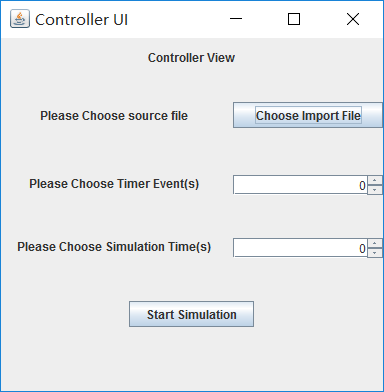 Controller UI
Controller View
Please Choose source file
Choose Import File
Please Choose Timer Event(s)
0
Please Choose Simulation Time(s)
0
Start Simulation